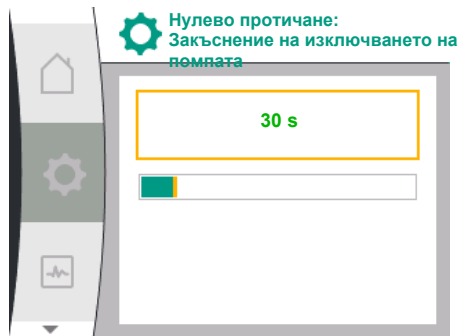 Нулево протичане:
Закъснение на изключването на
помпата
30 s